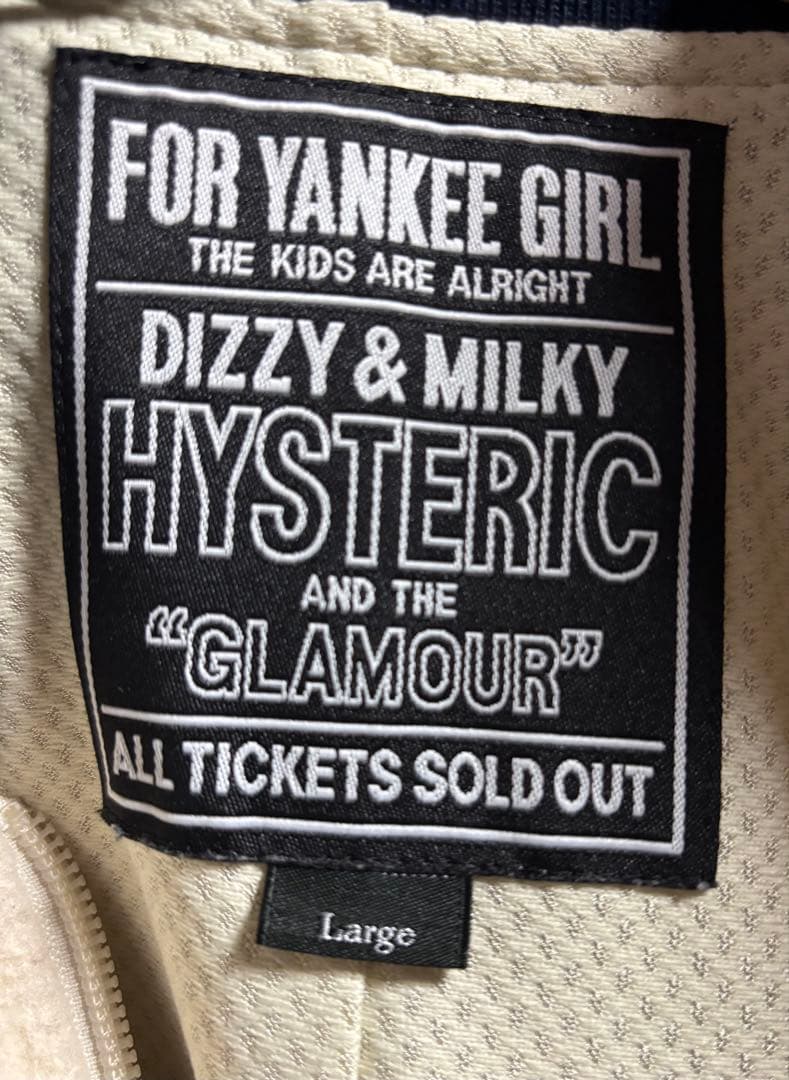 FOR YANKEE GIRL
THE KIDS ARE ALRIGHT
DIZZY & MILKY
HYSTERIC
AND THE
“GLAMOUR”
ALL TICKETS SOLD OUT
Large